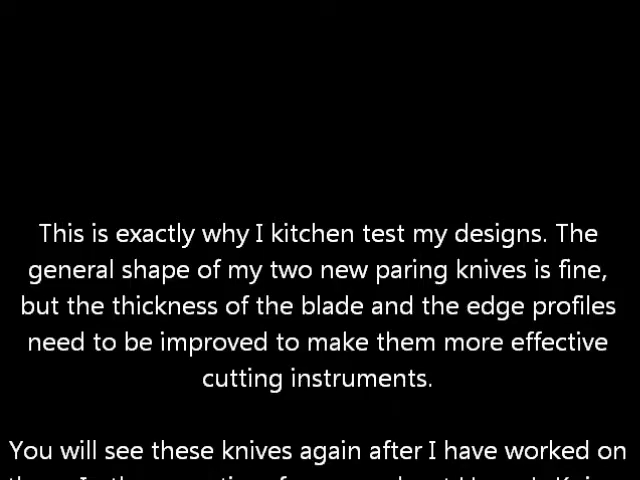 This is exactly why I kitchen test my designs. The
general shape of my two new paring knives is fine,
but the thickness of the blade and the edge profiles
need to be improved to make them more effective
cutting instruments.
You will see these knives again after I have worked on